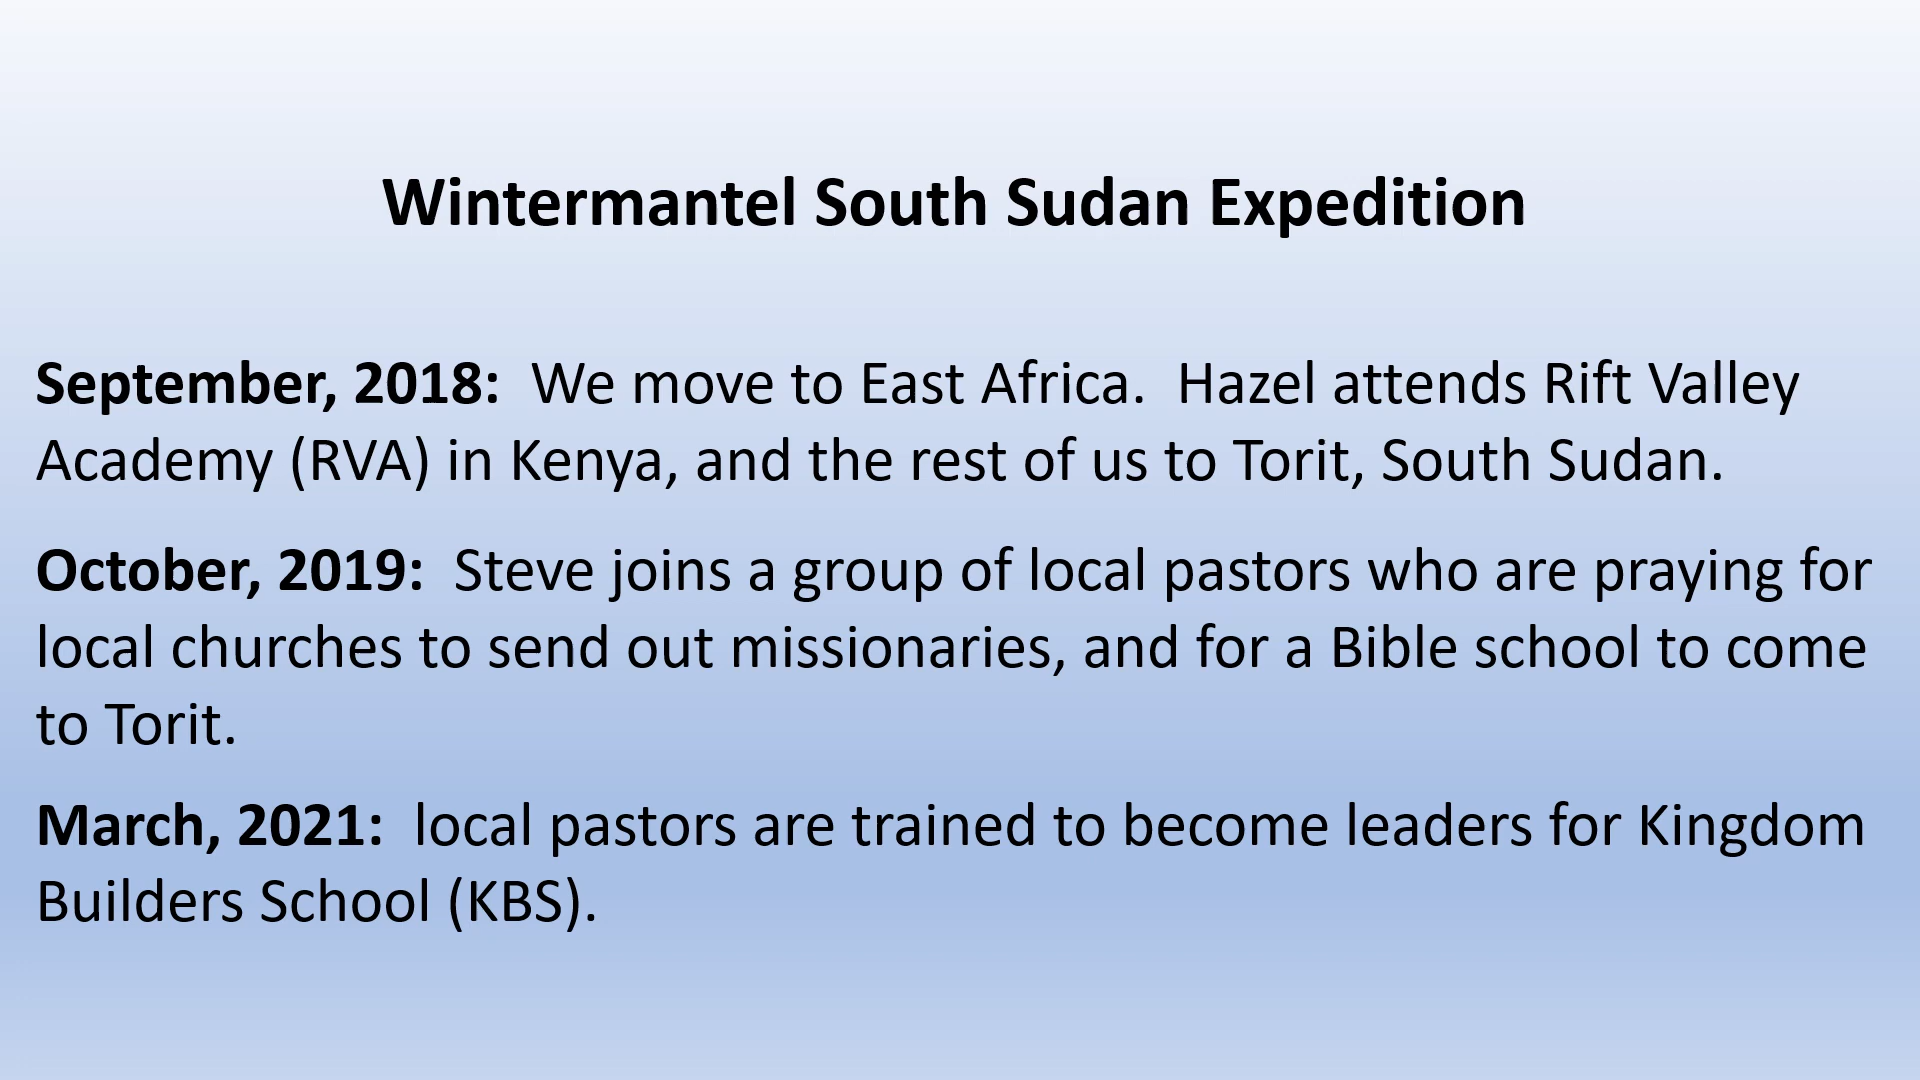 Wintermantel South Sudan Expedition
September, 2018:  We move to East Africa.  Hazel attends Rift Valley
Academy (RVA) in Kenya, and the rest of us to Torit, South Sudan.
October, 2019:  Steve joins a group of local pastors who are praying for
local churches to send out missionaries, and for a Bible school to come
to Torit.
March, 2021:  local pastors are trained to become leaders for Kingdom
Builders School (KBS).